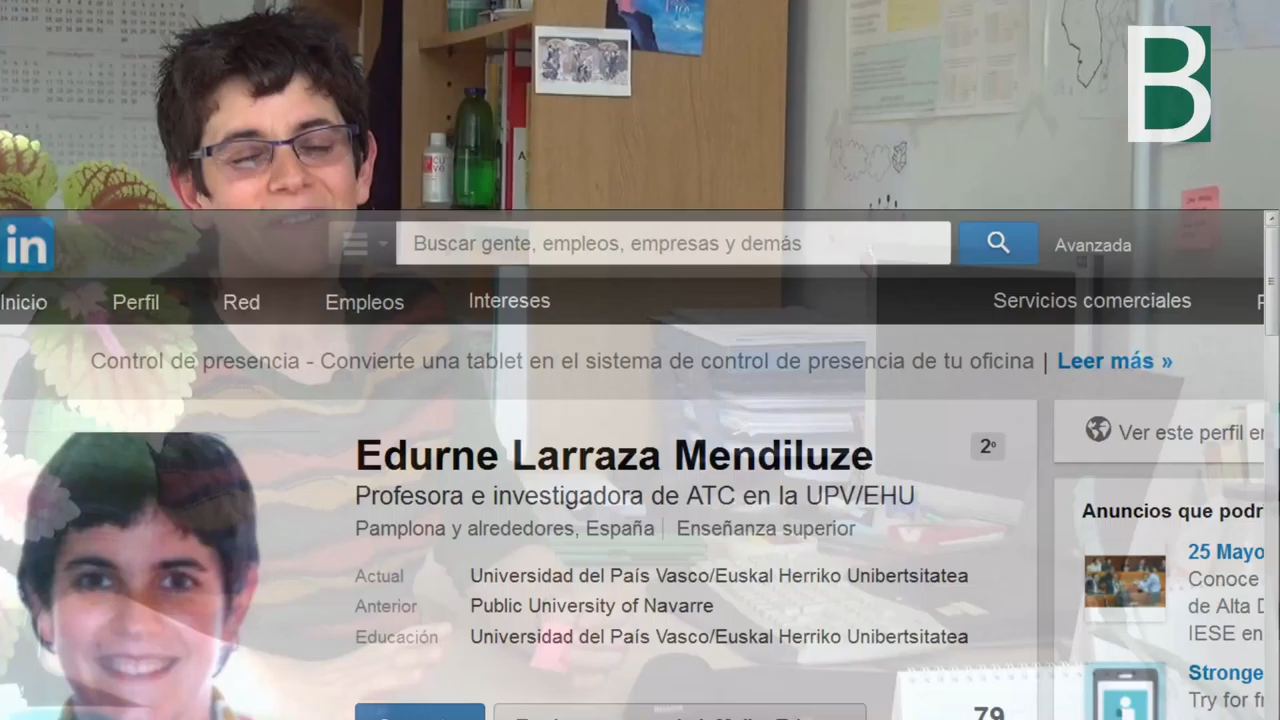 B
in
Buscar gente, empleos, empresas y demás
Avanzada
Inicio
Perfil
Red
Empleos
Intereses
Servicios comerciales
Control de presencia - Convierte una tablet en el sistema de control de presencia de tu oficina | Leer más »
Edurne Larraza Mendiluze
2º
Profesora e investigadora de ATC en la UPV/EHU
Pamplona y alrededores, España | Enseñanza superior
Actual Universidad del País Vasco/Euskal Herriko Unibertsitatea
Anterior Public University of Navarre
Educación Universidad del País Vasco/Euskal Herriko Unibertsitatea
Ver este perfil
Anuncios que
25 Mayo
Conoce
de Alta
IESE en
Try for
79